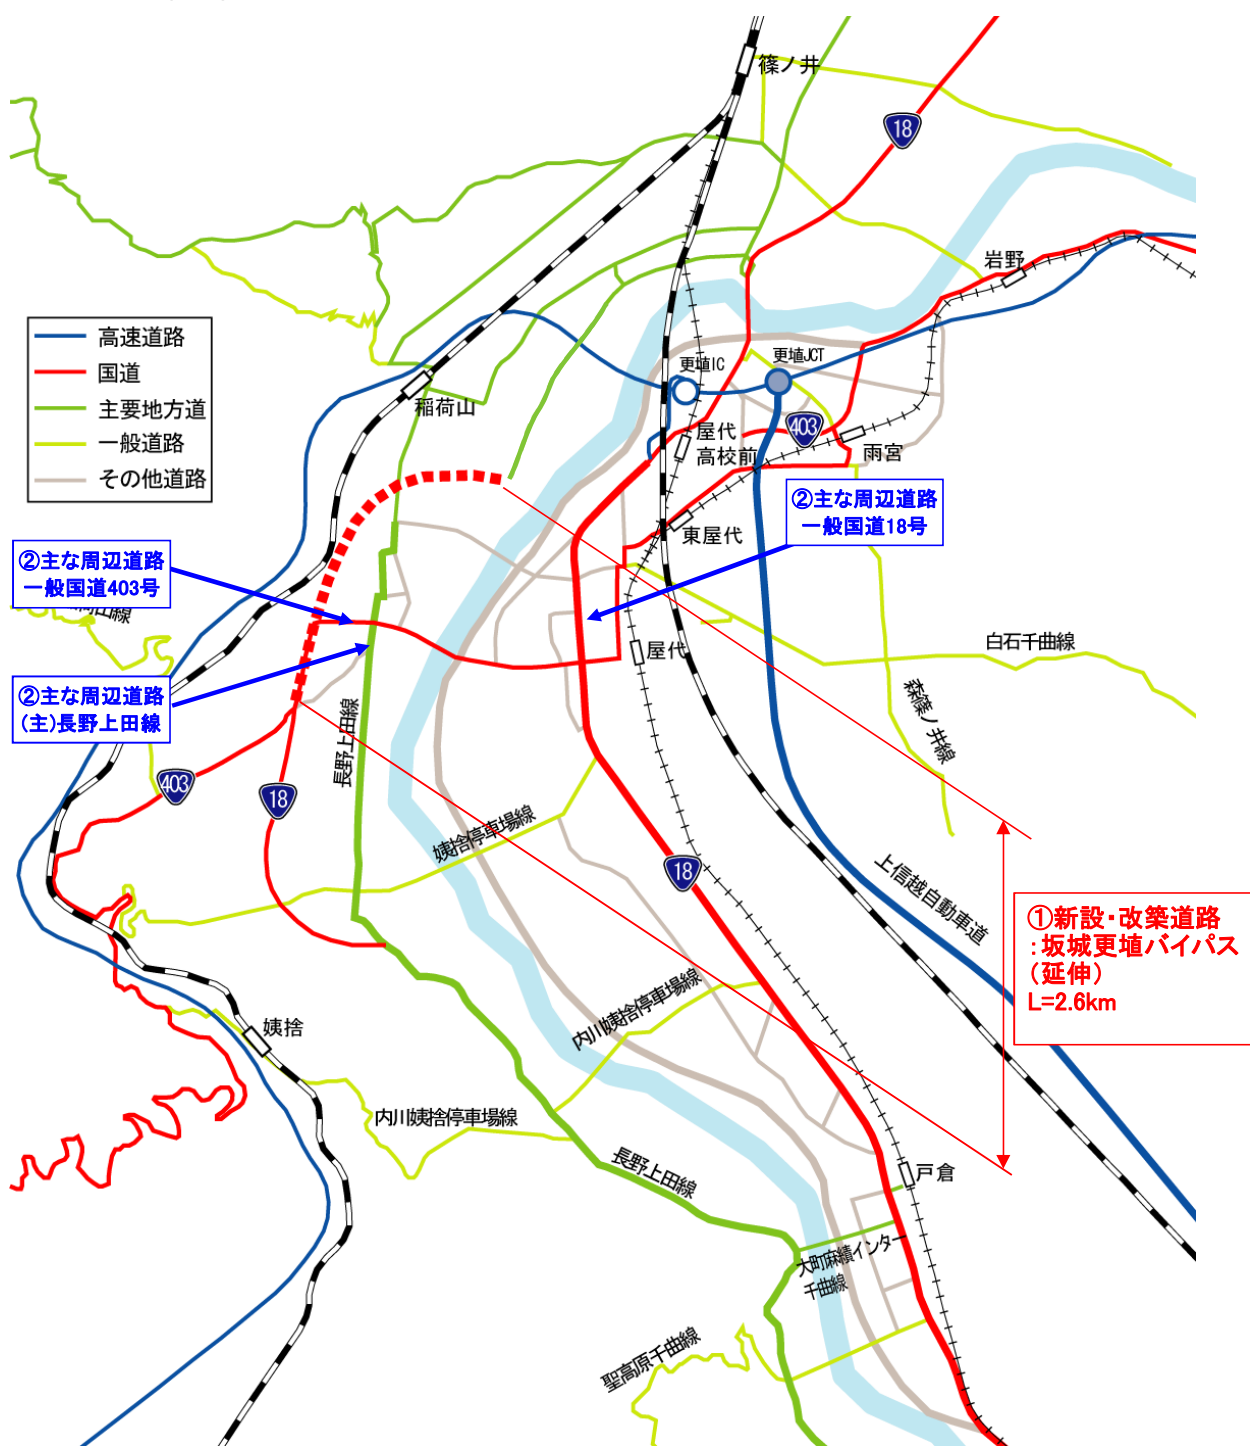 篠ノ井
18
岩野
高速道路
国道
主要地方道
一般道路
その他道路
更埴IC
更埴JCT
稲荷山
403
屋代
高校前
雨宮
②主な周辺道路
一般国道18号
東屋代
②主な周辺道路
一般国道403号
屋代
白石千曲線
②主な周辺道路
(主)長野上田線
森篠ノ井線
長野上田線
403
18
姨捨停車場線
18
上信越自動車道
①新設・改築道路
:坂城更埴バイパス
(延伸)
L=2.6km
内川姨捨停車場線
姨捨
内川姨捨停車場線
長野上田線
戸倉
大町麻績インター
千曲線
聖高原千曲線